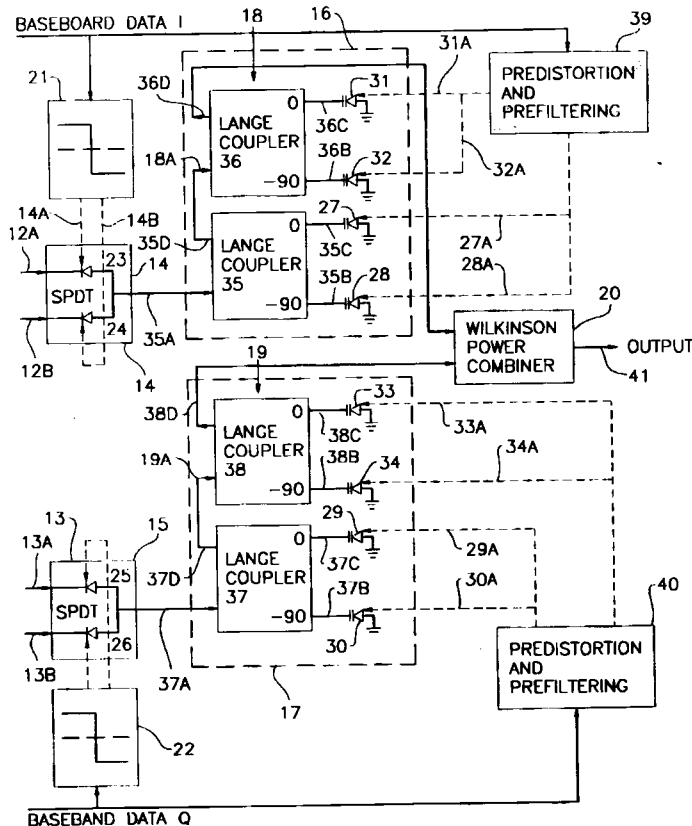 BASEBOARD DATA I
18
16
39
21
31A
PREDISTORTION
AND
PREFILTERING
36D
0
31
LANGE
COUPLER
36
36C
18A
36B
32
-90
32A
14A
14B
27
12A
35D
0
LANGE
COUPLER
35
35C
27A
23
14
35B
28
28A
SPDT
-90
20
24
35A
WILKINSON
POWER
COMBINER
OUTPUT
12B
19
41
14
33
38D
0
LANGE
COUPLER
38
38C
33A
34A
19A
38B
34
-90
13
15
29
13A
0
29A
25
37D
LANGE
COUPLER
37
37C
30A
40
SPDT
37B
-90
26
30
PREDISTORTION
AND
PREFILTERING
13B
37A
17
22
BASEBAND DATA Q